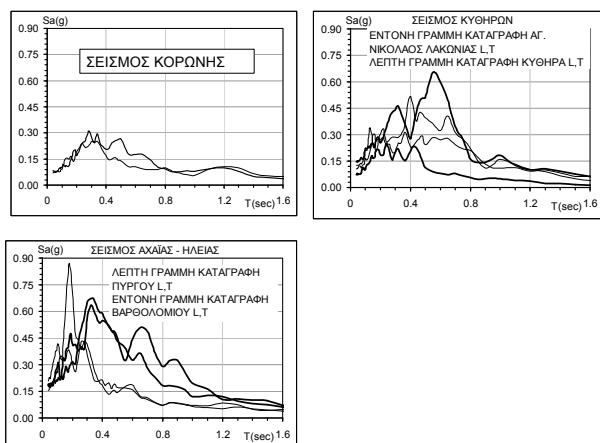 Sa(g)
0.90
0.75
0.60
0.45
0.30
0.15
0.00
0
0.4
0.8
1.2
1.6
T(sec)
ΣΕΙΣΜΟΣ ΚΟΡΩΝΗΣ
Sa(g)
ΣΕΙΣΜΟΣ ΚΥΘΗΡΩΝ
ΕΝΤΟΝΗ ΓΡΑΜΜΗ ΚΑΤΑΓΡΑΦΗ ΑΓ.
ΝΙΚΟΛΑΟΣ ΛΑΚΩΝΙΑΣ L,T
ΛΕΠΤΗ ΓΡΑΜΜΗ ΚΑΤΑΓΡΑΦΗ ΚΥΘΗΡΑ L,T
0.90
0.75
0.60
0.45
0.30
0.15
0.00
0
0.4
0.8
1.2
1.6
T(sec)
Sa(g)
ΣΕΙΣΜΟΣ ΑΧΑΪΑΣ - ΗΛΕΙΑΣ
ΛΕΠΤΗ ΓΡΑΜΜΗ ΚΑΤΑΓΡΑΦΗ
ΠΥΡΓΟΥ L,T
ΕΝΤΟΝΗ ΓΡΑΜΜΗ ΚΑΤΑΓΡΑΦΗ
ΒΑΡΘΟΛΟΜΙΟΥ L,T
0.90
0.75
0.60
0.45
0.30
0.15
0.00
0
0.4
0.8
1.2
1.6
T(sec)